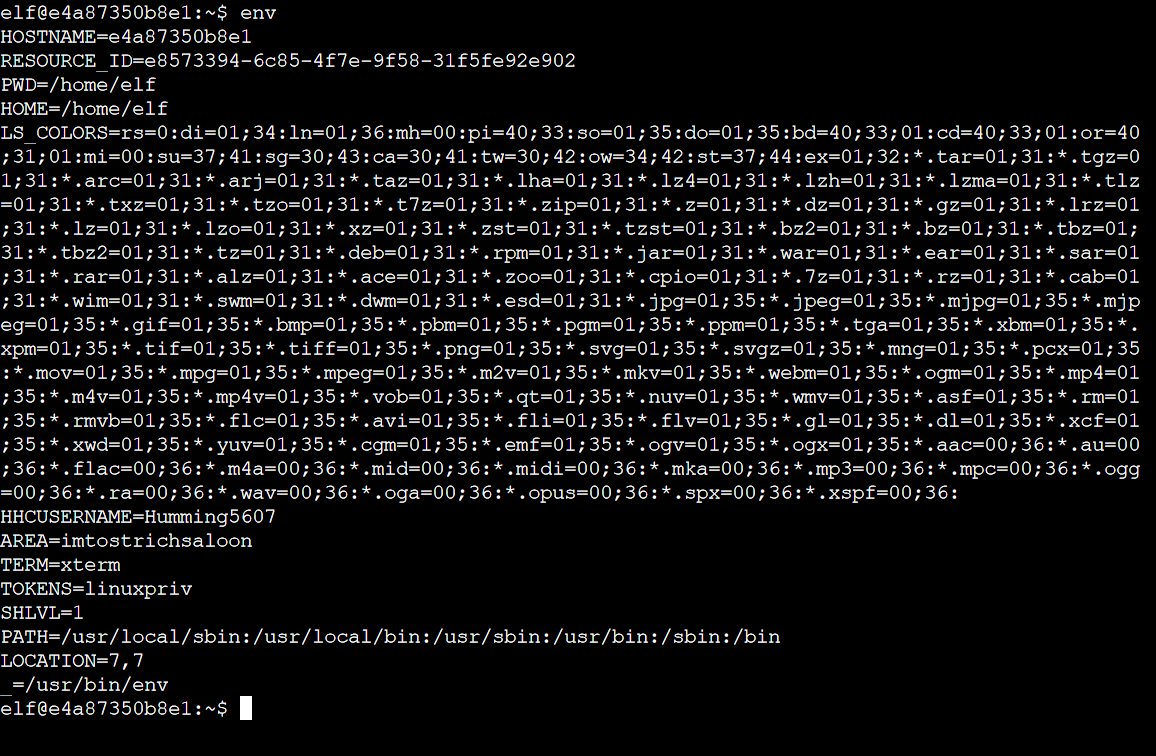 elf@e4a87350b8e1:~$ env
HOSTNAME=e4a87350b8e1
RESOURCE_ID=e8573394-6c85-4f7e-9f58-31f5fe92e902
PWD=/home/elf
HOME=/home/elf
LS_COLORS=rs=0:di=01;34:ln=01;36:mh=00:pi=40;33:so=01;35:do=01;35:bd=40;33;01:cd=40;33;01:or=40
;31;01:mi=00:su=37;41:sg=30;43:ca=30;41:tw=30;42:ow=34;42:st=37;44:ex=01;32:*.tar=01;31:*.tgz=0
1;31:*.arc=01;31:*.arj=01;31:*.taz=01;31:*.lha=01;31:*.lz4=01;31:*.lzh=01;31:*.lzma=01;31:*.tlz
=01;31:*.txz=01;31:*.tzo=01;31:*.t7z=01;31:*.zip=01;31:*.z=01;31:*.dz=01;31:*.gz=01;31:*.lrz=01
;31:*.lz=01;31:*.lzo=01;31:*.xz=01;31:*.zst=01;31:*.tzst=01;31:*.bz2=01;31:*.bz=01;31:*.tbz=01;
31:*.tbz2=01;31:*.tz=01;31:*.deb=01;31:*.rpm=01;31:*.jar=01;31:*.war=01;31:*.ear=01;31:*.sar=01
;31:*.rar=01;31:*.alz=01;31:*.ace=01;31:*.zoo=01;31:*.cpio=01;31:*.7z=01;31:*.rz=01;31:*.cab=01
;31:*.wim=01;31:*.swm=01;31:*.dwm=01;31:*.esd=01;31:*.jpg=01;35:*.jpeg=01;35:*.mjpg=01;35:*.mjp
eg=01;35:*.gif=01;35:*.bmp=01;35:*.pbm=01;35:*.pgm=01;35:*.ppm=01;35:*.tga=01;35:*.xbm=01;35:*.
xpm=01;35:*.tif=01;35:*.tiff=01;35:*.png=01;35:*.svg=01;35:*.svgz=01;35:*.mng=01;35:*.pcx=01;35
:*.mov=01;35:*.mpg=01;35:*.mpeg=01;35:*.m2v=01;35:*.mkv=01;35:*.webm=01;35:*.ogm=01;35:*.mp4=01
;35:*.m4v=01;35:*.mp4v=01;35:*.vob=01;35:*.qt=01;35:*.nuv=01;35:*.wmv=01;35:*.asf=01;35:*.rm=01
;35:*.rmvb=01;35:*.flc=01;35:*.avi=01;35:*.fli=01;35:*.flv=01;35:*.gl=01;35:*.dl=01;35:*.xcf=01
;35:*.xwd=01;35:*.yuv=01;35:*.cgm=01;35:*.emf=01;35:*.ogv=01;35:*.ogx=01;35:*.aac=00;36:*.au=00
;36:*.flac=00;36:*.m4a=00;36:*.mid=00;36:*.midi=00;36:*.mka=00;36:*.mp3=00;36:*.mpc=00;36:*.ogg
=00;36:*.ra=00;36:*.wav=00;36:*.oga=00;36:*.opus=00;36:*.spx=00;36:*.xspf=00;36:
HHCUSERNAME=Humming5607
AREA=imtostrichsaloon
TERM=xterm
TOKENS=linuxpriv
SHLVL=1
PATH=/usr/local/sbin:/usr/local/bin:/usr/sbin:/usr/bin:/sbin:/bin
LOCATION=7,7
_=/usr/bin/env
elf@e4a87350b8e1:~$